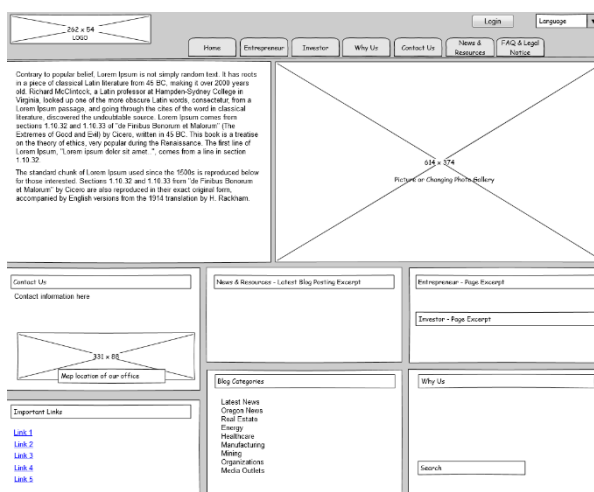 262 x 54
LOGO
Login
Language
Home
Entrepreneur
Investor
Why Us
Contact Us
News &
Resources
FAQ & Legal
Notice
Contrary to popular belief, Lorem Ipsum is not simply random text. It has roots
in a piece of classical Latin literature from 45 BC, making it over 2000 years
old. Richard McClintock, a Latin professor at Hampden-Sydney College in
Virginia, looked up one of the more obscure Latin words, consectetur, from a
Lorem Ipsum passage, and going through the cites of the word in classical
literature, discovered the undoubtable source. Lorem Ipsum comes from
sections 1.10.32 and 1.10.33 of "de Finibus Bonorum et Malorum" (The
Extremes of Good and Evil) by Cicero, written in 45 BC. This book is a treatise
on the theory of ethics, very popular during the Renaissance. The first line of
Lorem Ipsum, "Lorem ipsum dolor sit amet..", comes from a line in section
1.10.32.
The standard chunk of Lorem Ipsum used since the 1500s is reproduced below
for those interested. Sections 1.10.32 and 1.10.33 from "de Finibus Bonorum
et Malorum" by Cicero are also reproduced in their exact original form,
accompanied by English versions from the 1914 translation by H. Rackham.
614 x 374
Picture or Changing Photo Gallery
Contact Us
Contact information here
331 x 88
Map location of our office
Important Links
Link 1
Link 2
Link 3
Link 4
Link 5
News & Resources - Latest Blog Posting Excerpt
Blog Categories
Latest News
Oregon News
Real Estate
Energy
Healthcare
Manufacturing
Mining
Organizations
Media Outlets
Entrepreneur - Page Excerpt
Investor - Page Excerpt
Why Us
Search